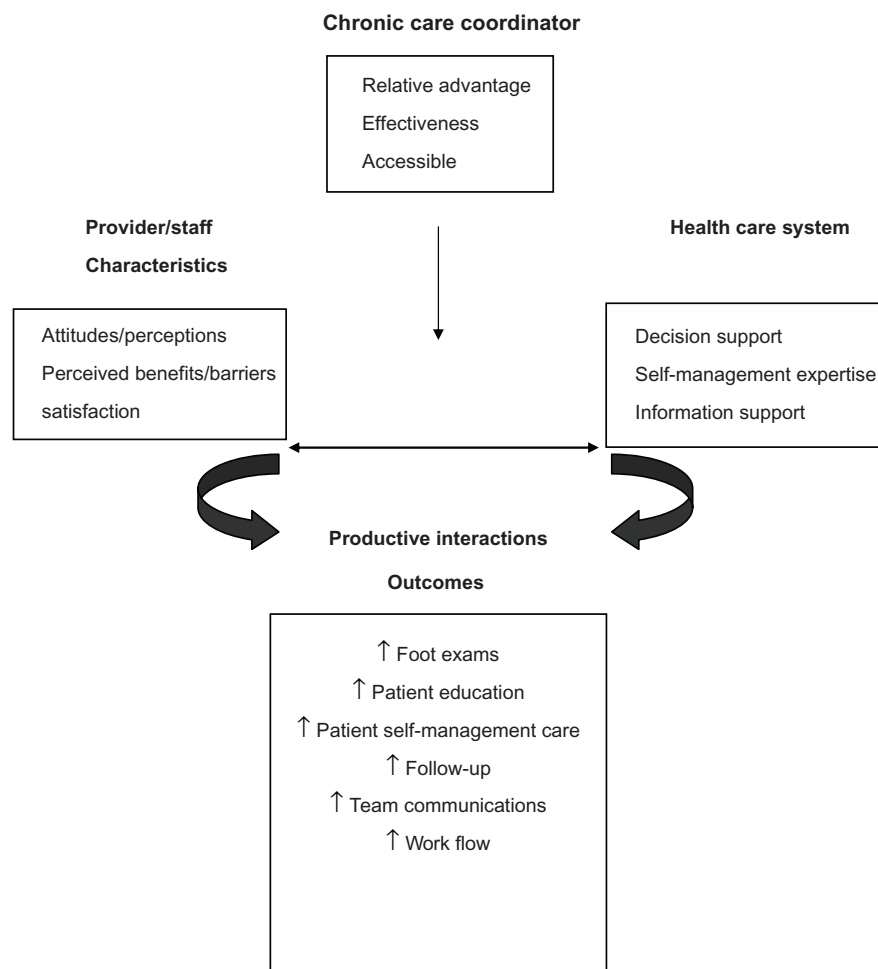 Chronic care coordinator
Relative advantage
Effectiveness
Accessible
Provider/staff
Characteristics
Health care system
Attitudes/perceptions
Perceived benefits/barriers
satisfaction
Decision support
Self-management expertise
Information support
Productive interactions
Outcomes
↑ Foot exams
↑ Patient education
↑ Patient self-management care
↑ Follow-up
↑ Team communications
↑ Work flow